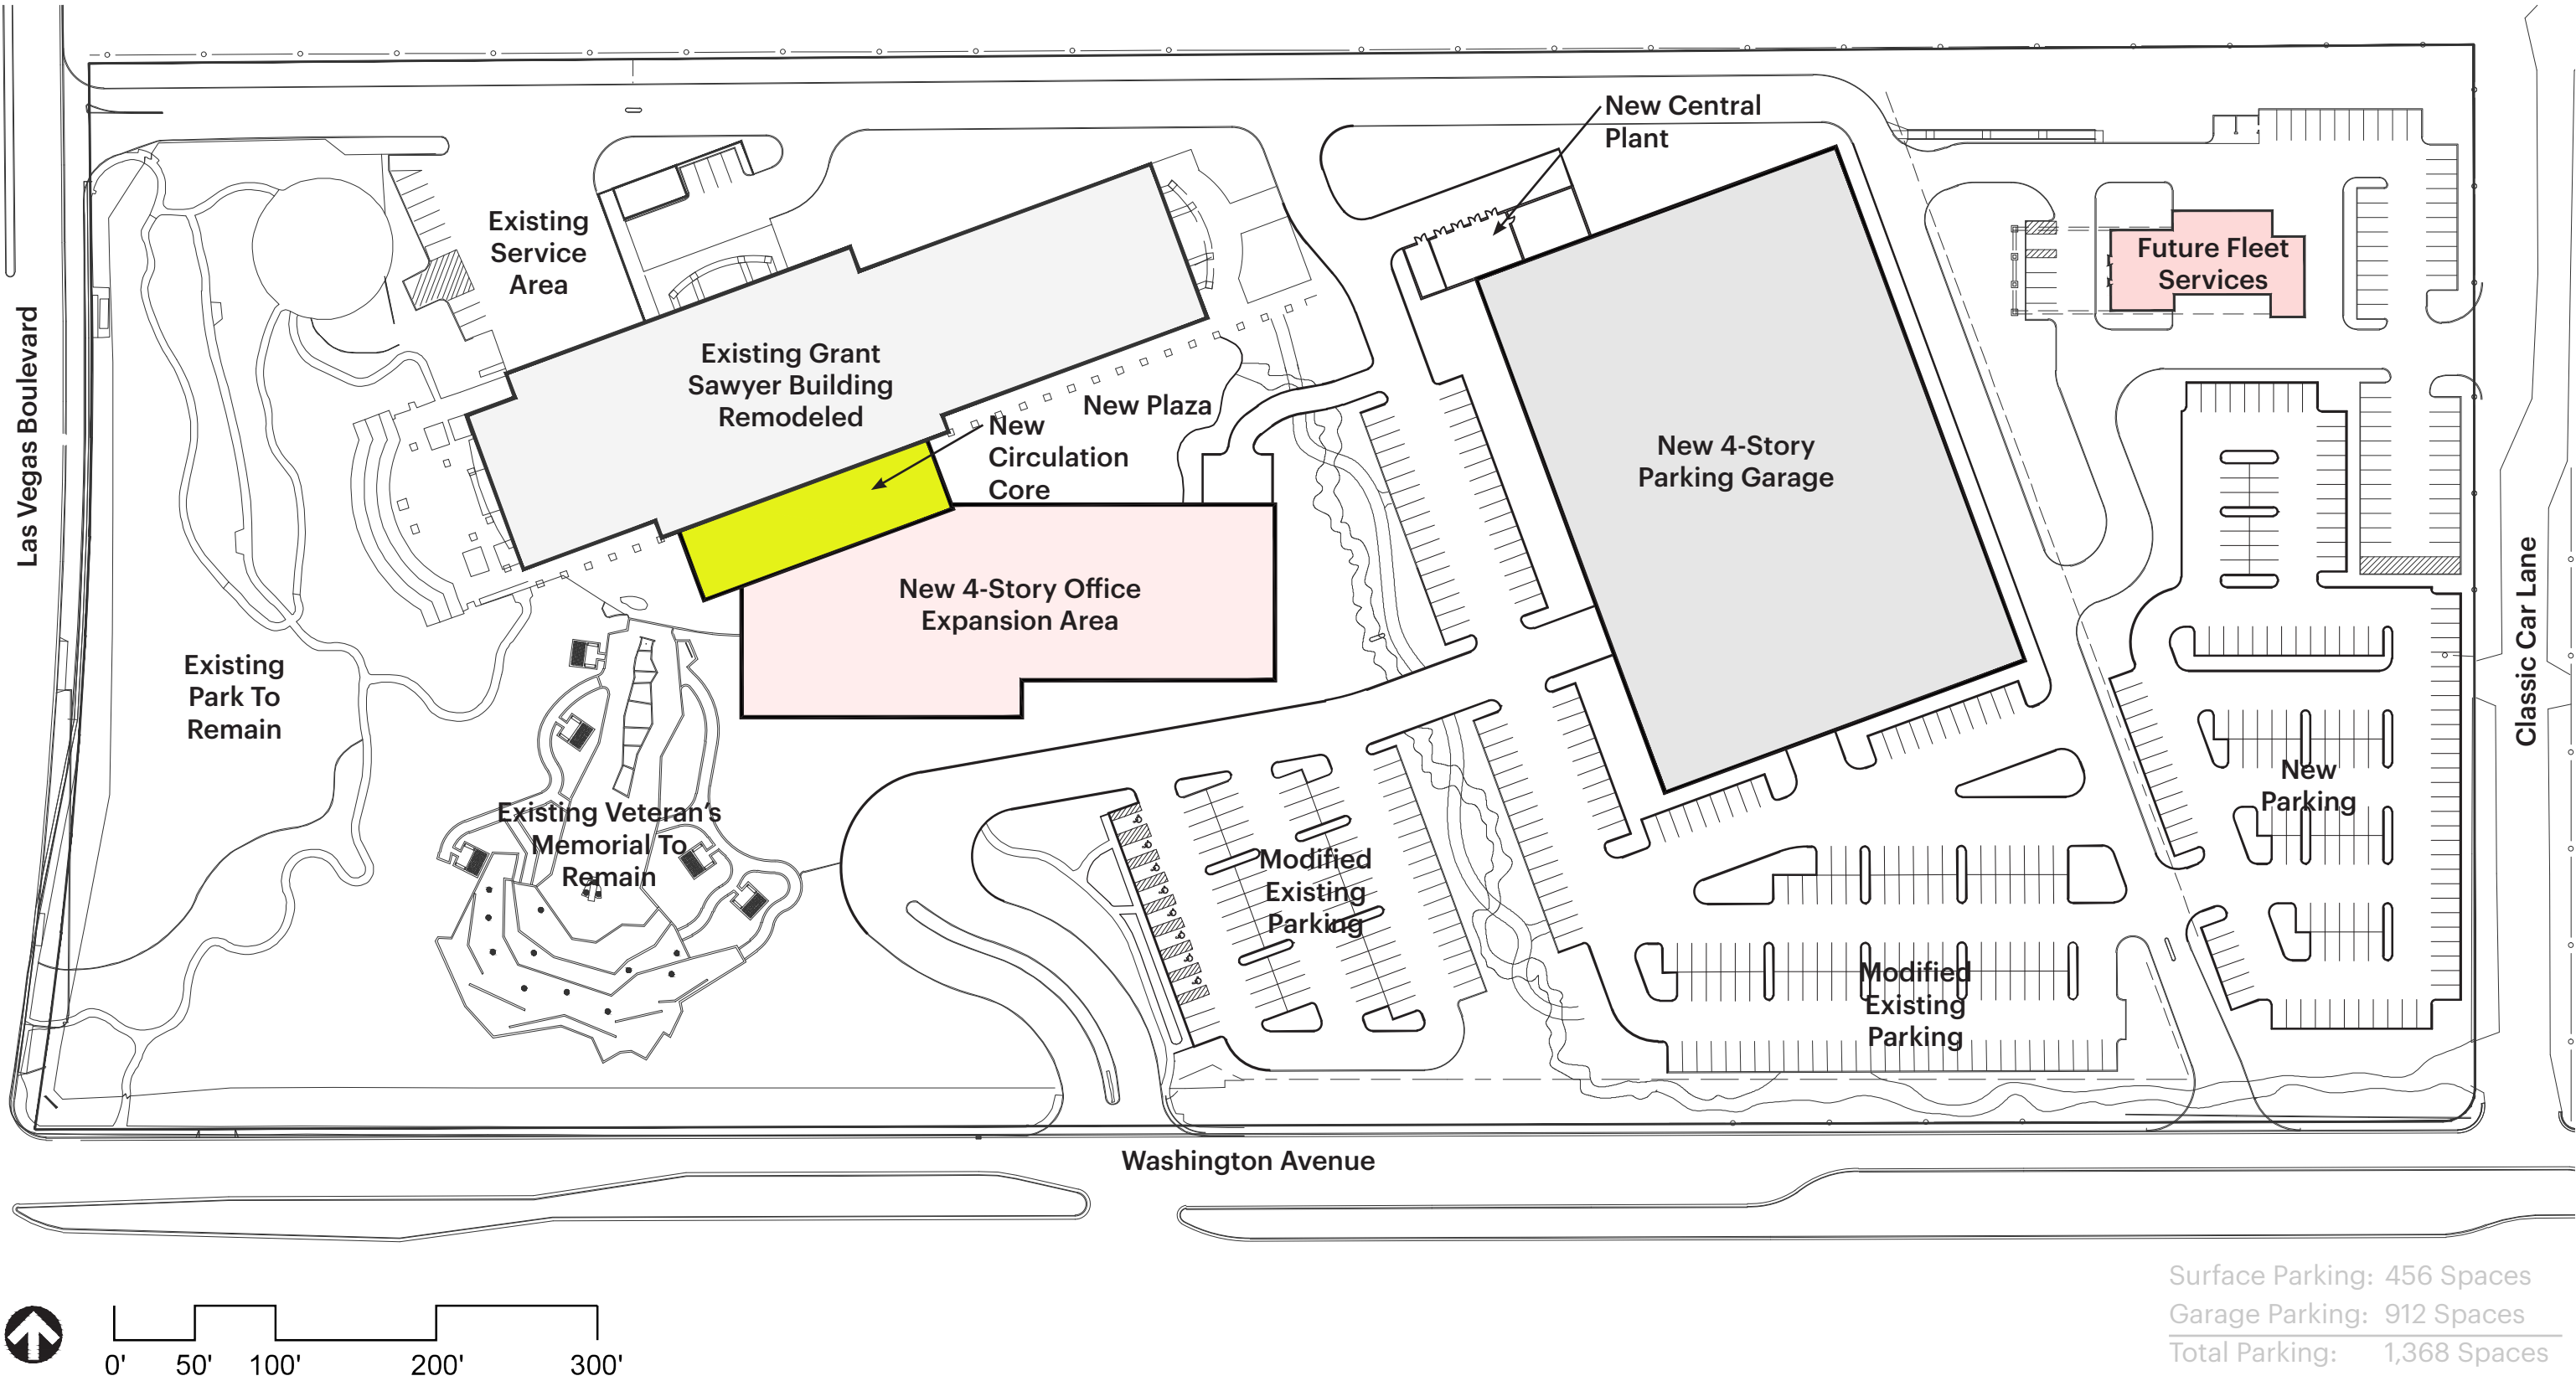 New Central
Plant
Existing
Service
Area
Future Fleet
Services
Las Vegas Boulevard
Existing Grant
Sawyer Building
Remodeled
New Plaza
New
Circulation
Core
New 4-Story
Parking Garage
Classic Car Lane
New 4-Story Office
Expansion Area
Existing
Park To
Remain
New
Parking
Existing Veteran's
Memorial To
Remain
Modified
Existing
Parking
Modified
Existing
Parking
Washington Avenue
Surface Parking: 456 Spaces
Garage Parking: 912 Spaces
Total Parking: 1,368 Spaces
0' 50' 100' 200' 300'